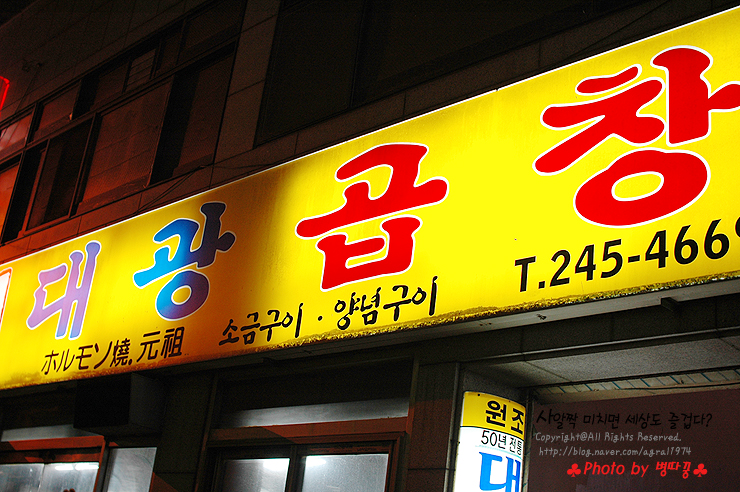 대광곱창
ホルモン燒.元祖 소금구이 · 양념구이 T.245-4669
원조
50년 전통
대
사알짝 미치면 세상도 즐겁다?
Copyright@All Rights Reserved.
http://blog.naver.com/agral1974
♣Photo by 병따꿍♣